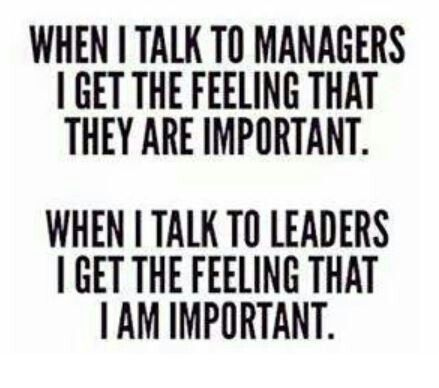 WHEN I TALK TO MANAGERS
I GET THE FEELING THAT
THEY ARE IMPORTANT.
WHEN I TALK TO LEADERS
I GET THE FEELING THAT
I AM IMPORTANT.